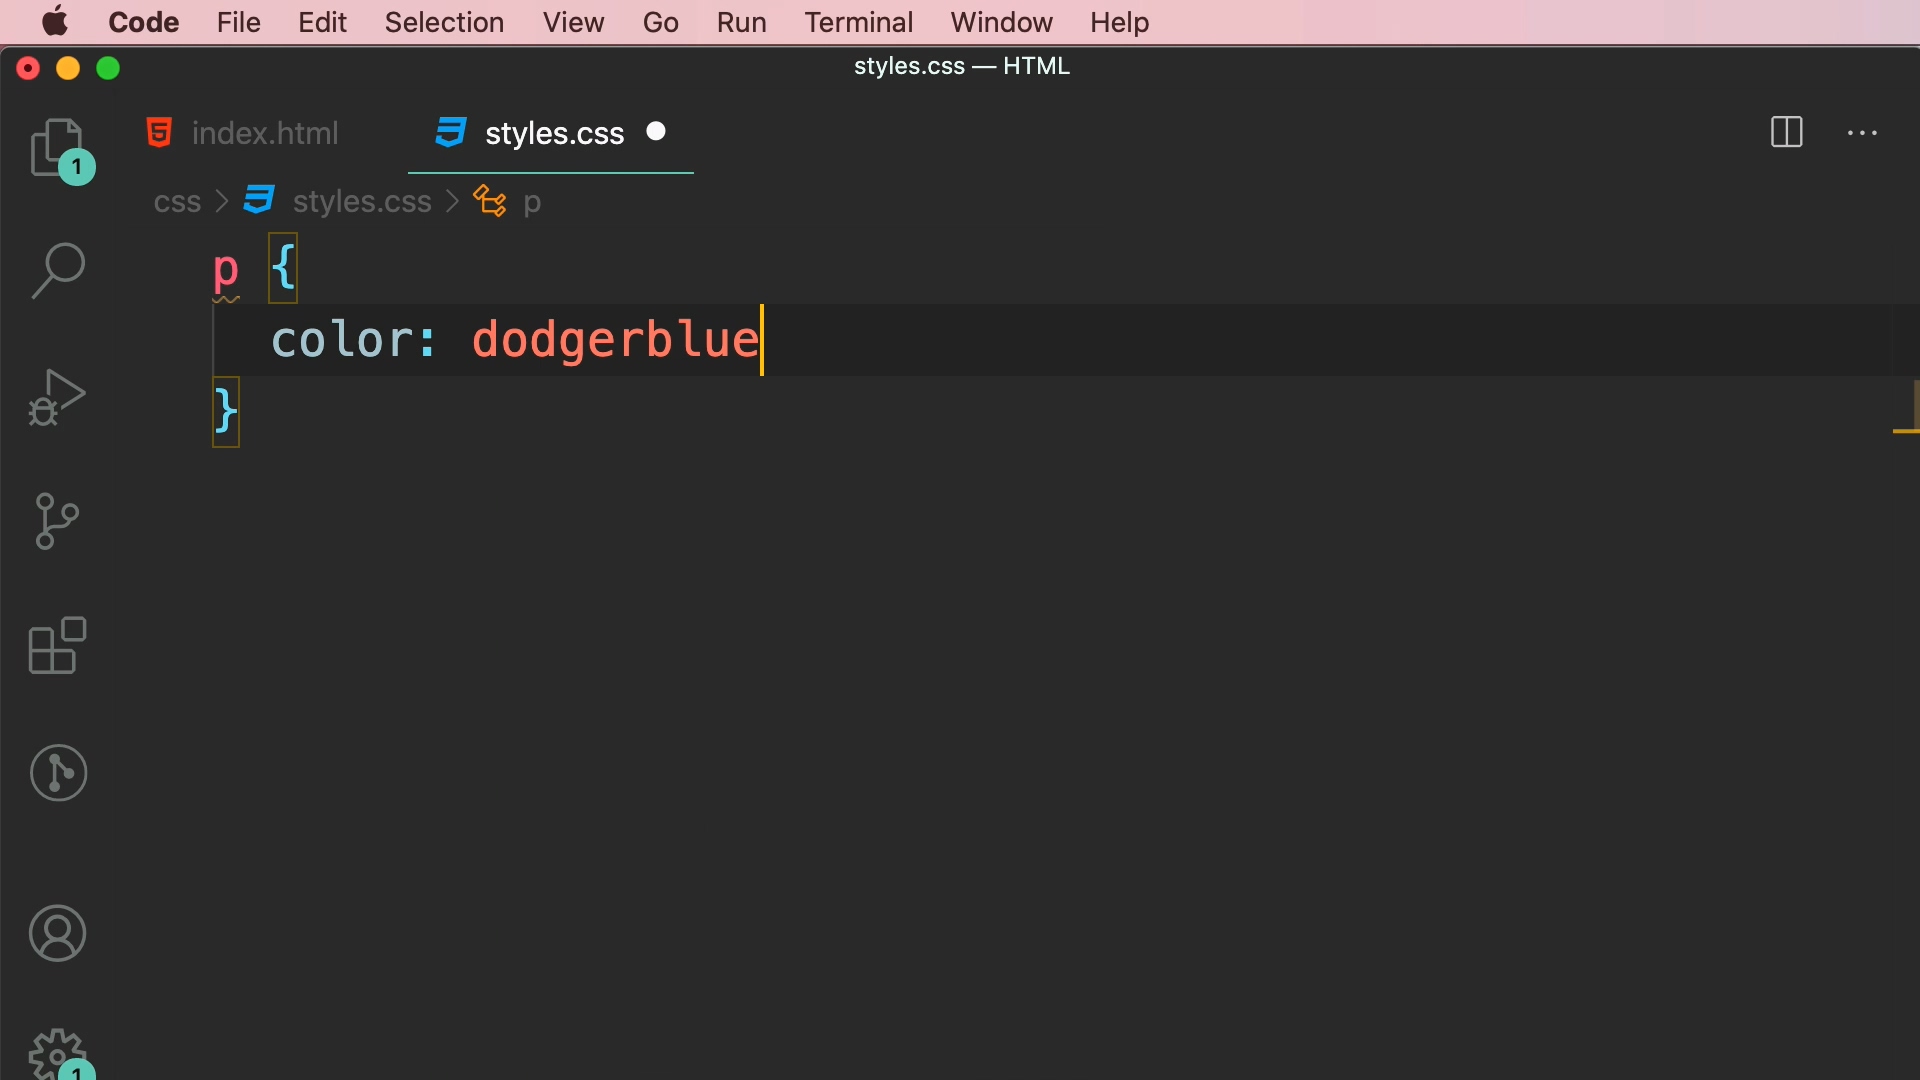 Code File Edit Selection View Go Run Terminal Window Help
styles.css — HTML
index.html styles.css
1
css > styles.css > p
p {
color: dodgerblue
}
1